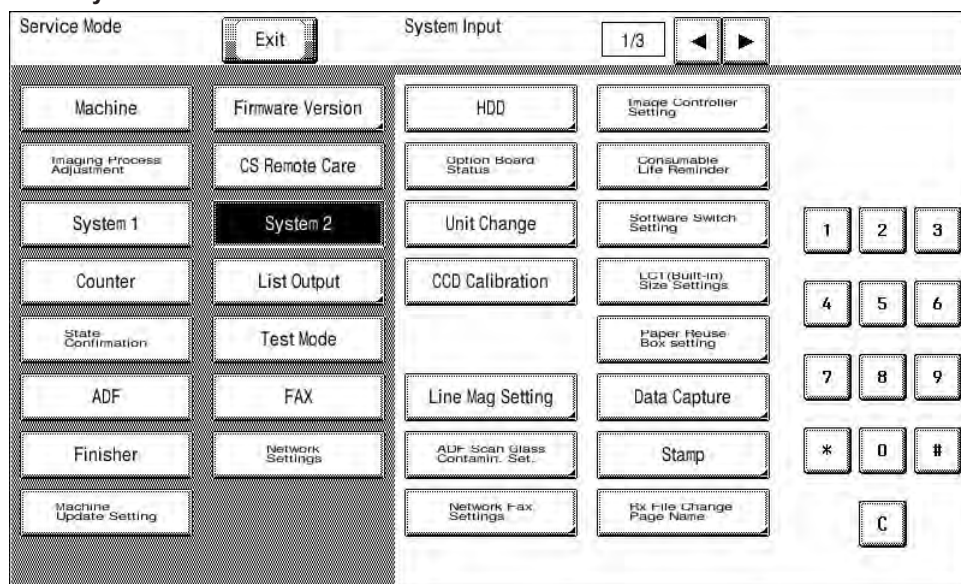 Service Mode
Exit
System Input
1/3
Machine
Firmware Version
HDD
Image Controller
Setting
Imaging Process
Adjustment
CS Remote Care
Option Board
Status
Consumable
Life Reminder
System 1
System 2
Unit Change
Software Switch
Setting
1
2
3
Counter
List Output
CCD Calibration
LCT(Built-in)
Size Settings
4
5
6
State
Confirmation
Test Mode
Paper Reuse
Box setting
7
8
9
ADF
FAX
Line Mag Setting
Data Capture
Finisher
Network
Settings
ADF Scan Glass
Contamin. Set.
Stamp
*
0
#
Machine
Update Setting
Network Fax
Settings
Rx File Change
Page Name
C